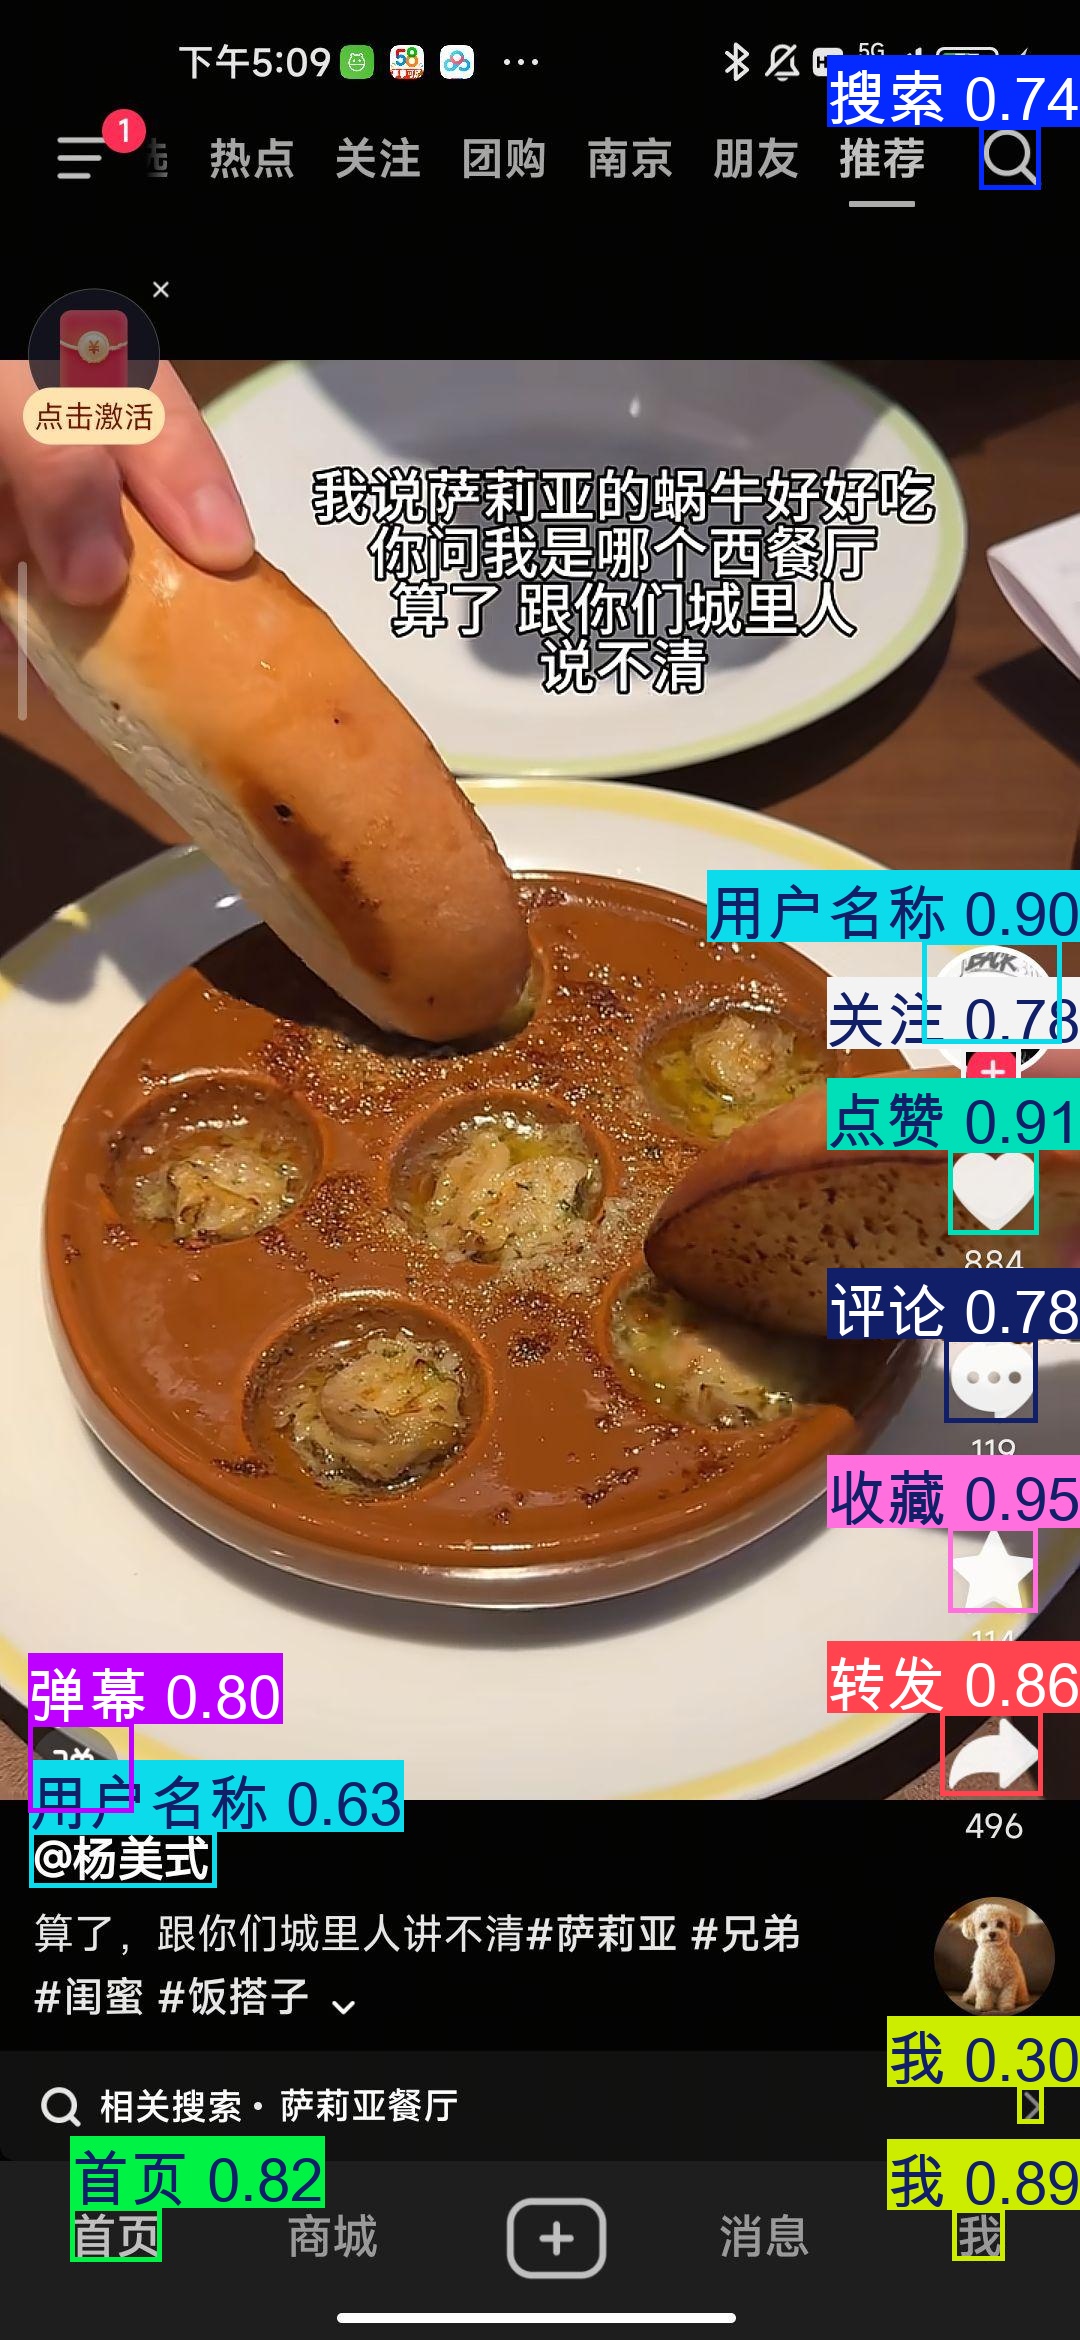 下午5:09
58
5G
搜索 0.74
1
选 热点 关注 团购 南京 朋友 推荐
点击激活
我说萨莉亚的蜗牛好好吃
你问我是哪个西餐厅
算了 跟你们城里人
说不清
用户名称 0.90
关注 0.78
点赞 0.91
884
评论 0.78
119
收藏 0.95
114
转发 0.86
496
弹幕 0.80
弹
用户名称 0.63
@杨美式
算了，跟你们城里人讲不清#萨莉亚 #兄弟
#闺蜜 #饭搭子
我 0.30
相关搜索·萨莉亚餐厅
首页 0.82
我 0.89
首页 商城 消息 我